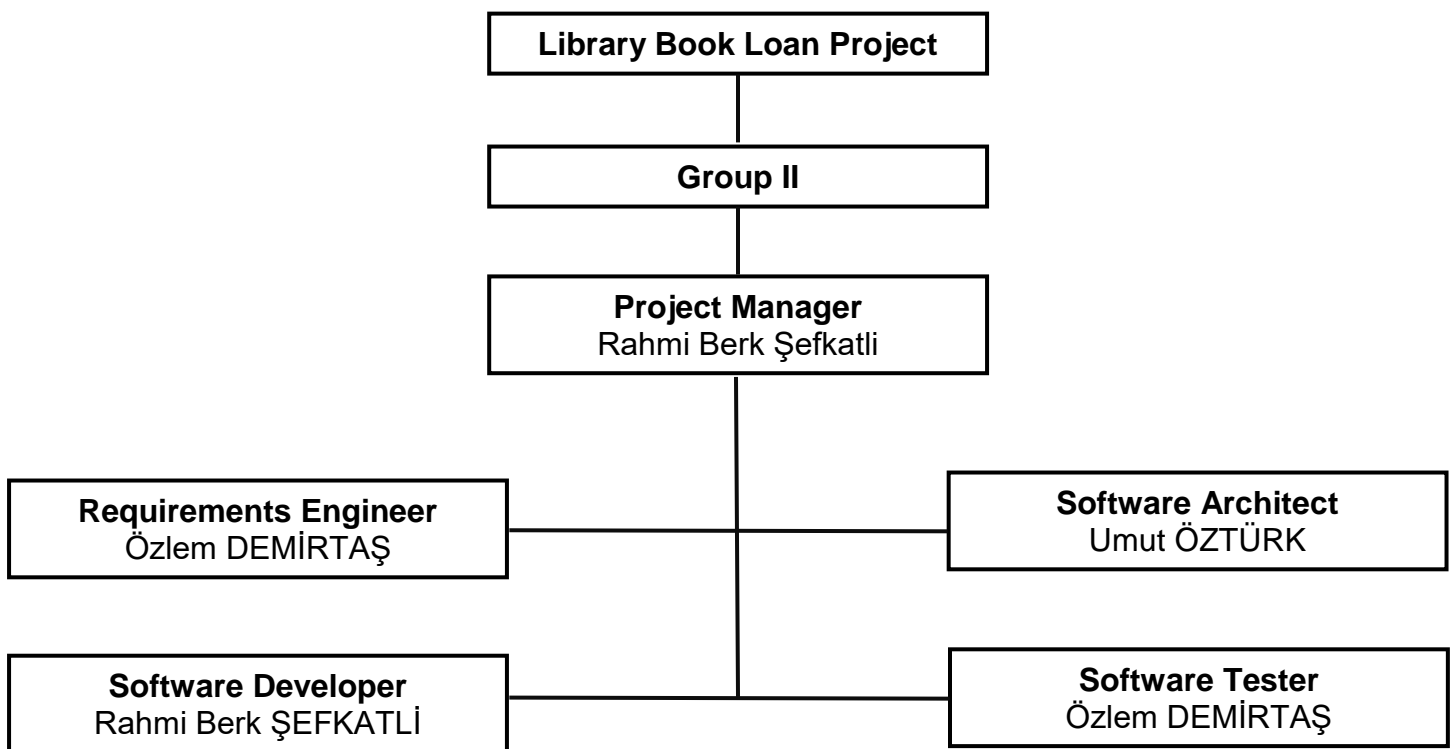 Library Book Loan Project
Group II
Project Manager
Rahmi Berk Şefkatli
Requirements Engineer
Özlem DEMİRTAŞ
Software Architect
Umut ÖZTÜRK
Software Developer
Rahmi Berk ŞEFKATLİ
Software Tester
Özlem DEMİRTAŞ